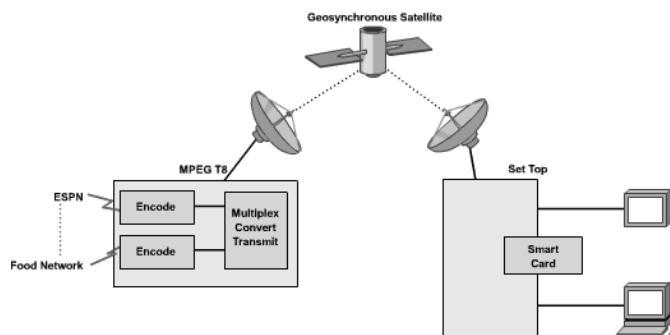 Geosynchronous Satellite
MPEG T8
Set Top
ESPN
Encode
Multiplex
Convert
Transmit
Encode
Food Network
Smart
Card